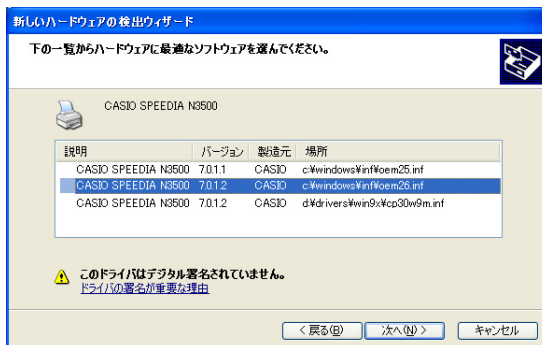 新しいハードウェアの検出ウィザード
下の一覧からハードウェアに最適なソフトウェアを選んでください。
CASIO SPEEDIA N3500
説明 バージョン 製造元 場所
CASIO SPEEDIA N3500 7.0.1.1 CASIO c:¥windows¥inf¥oem25.inf
CASIO SPEEDIA N3500 7.0.1.2 CASIO c:¥windows¥inf¥oem26.inf
CASIO SPEEDIA N3500 7.0.1.2 CASIO d:¥drivers¥win9x¥cp30w9m.inf
このドライバはデジタル署名されていません。
ドライバの署名が重要な理由
< 戻る(B) 次へ(N) > キャンセル